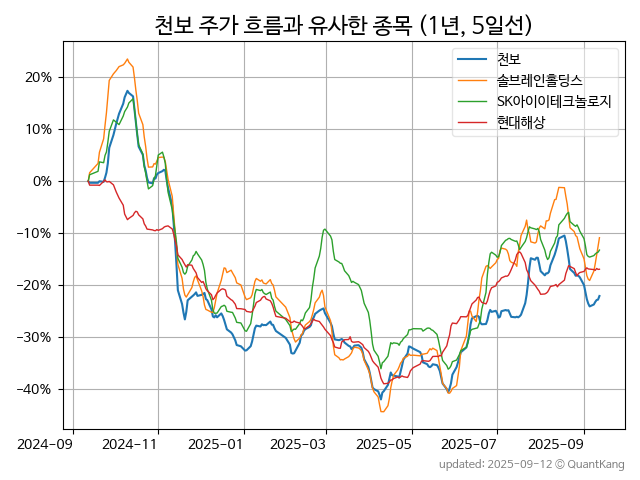 천보 주가 흐름과 유사한 종목 (1년, 5일선)
천보
솔브레인홀딩스
SK아이이테크놀로지
현대해상
20%
10%
0%
−10%
−20%
−30%
−40%
2024−09
2024−11
2025−01
2025−03
2025−05
2025−07
2025−09
updated: 2025-09-12 © QuantKang